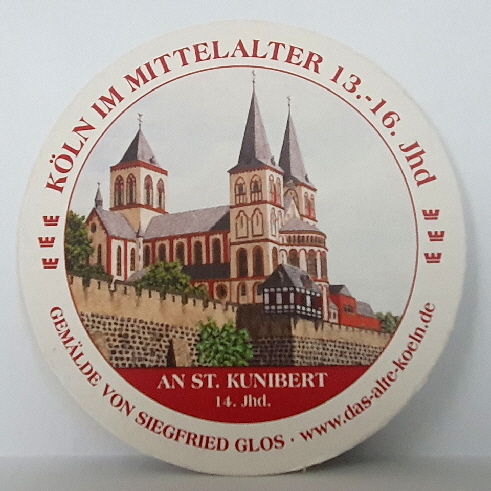 KÖLN IM MITTELALTER 13.-16. Jhd
AN ST. KUNIBERT
14. Jhd.
GEMÄLDE VON SIEGFRIED GLOS · www.das-alte-koeln.de